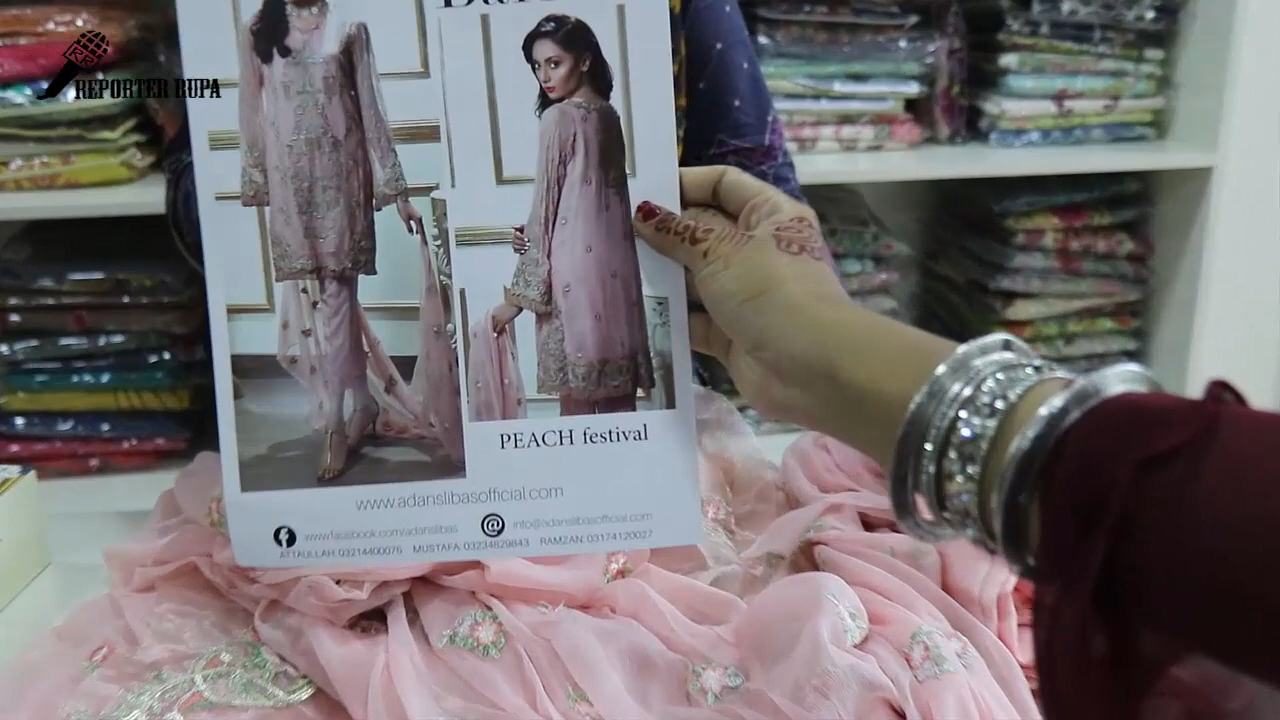 REPORTER RUPA
PEACH festival
www.adanslibasofficial.com
www.facebook.com/adanslibas
info@adanslibasofficial.com
ATTAULLAH: 03214400076 MUSTAFA: 03234829843 RAMZAN: 03174120027